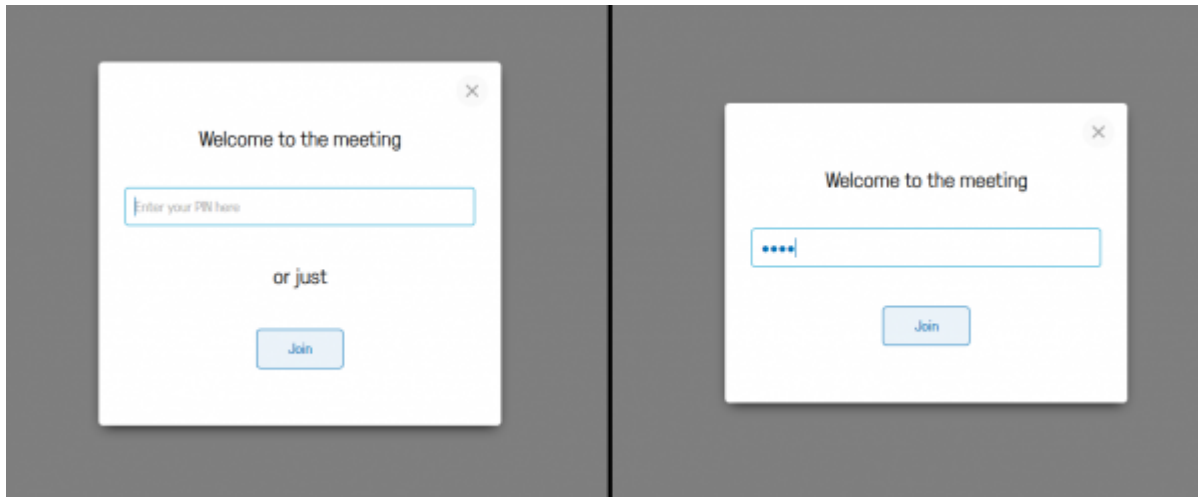 Welcome to the meeting
Enter your PIN here
or just
Join
Welcome to the meeting
••••
Join